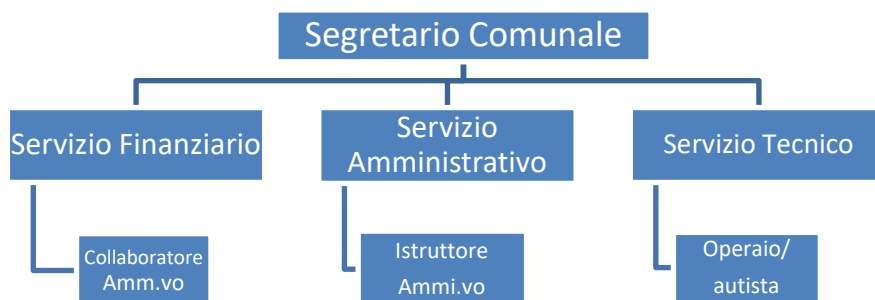 Segretario Comunale
Servizio Finanziario
Servizio
Amministrativo
Servizio Tecnico
Collaboratore
Amm.vo
Istruttore
Ammi.vo
Operaio/
autista